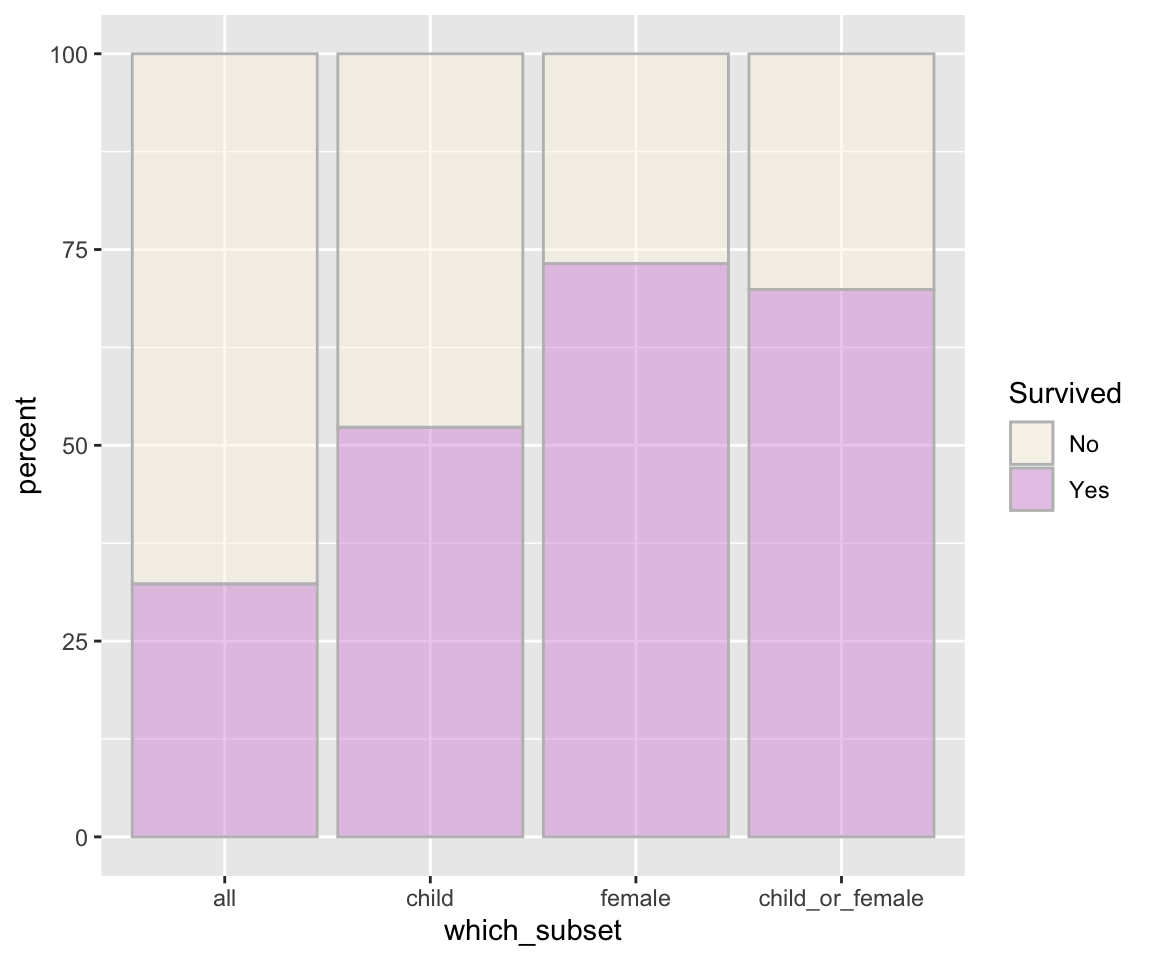 100
75
50
25
0
percent
all child female child_or_female
which_subset
Survived
No
Yes